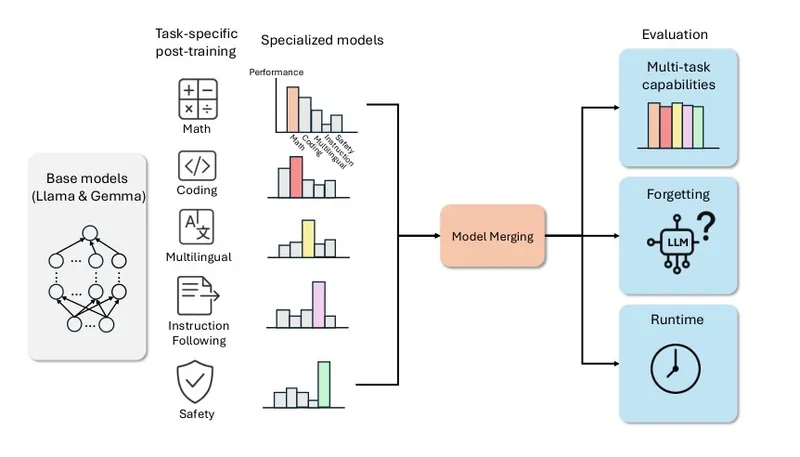 Task-specific
post-training
Specialized models
Evaluation
Performance
Math
Coding
Multilingual
Instruction
Safety
Base models
(Llama & Gemma)
+ −
× ÷
Math
</>
Coding
A 文
Multilingual
Instruction
Following
Safety
Model Merging
Multi-task
capabilities
Forgetting
LLM ?
Runtime